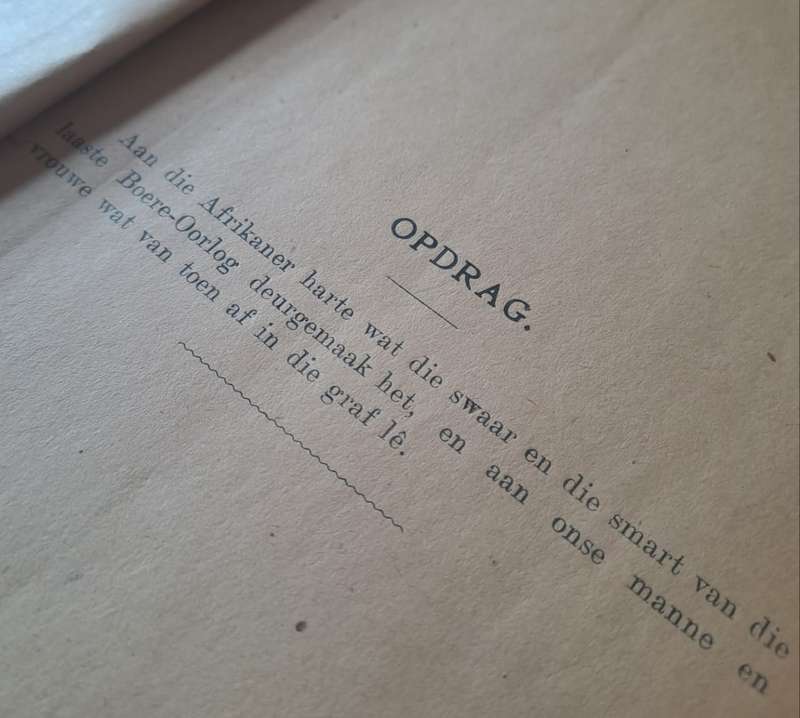 OPDRAG.
Aan die Afrikaner harte wat die swaar en die smart van die
laaste Boere-Oorlog deurgemaak het, en aan onse manne en
vrouwe wat van toen af in die graf lê.